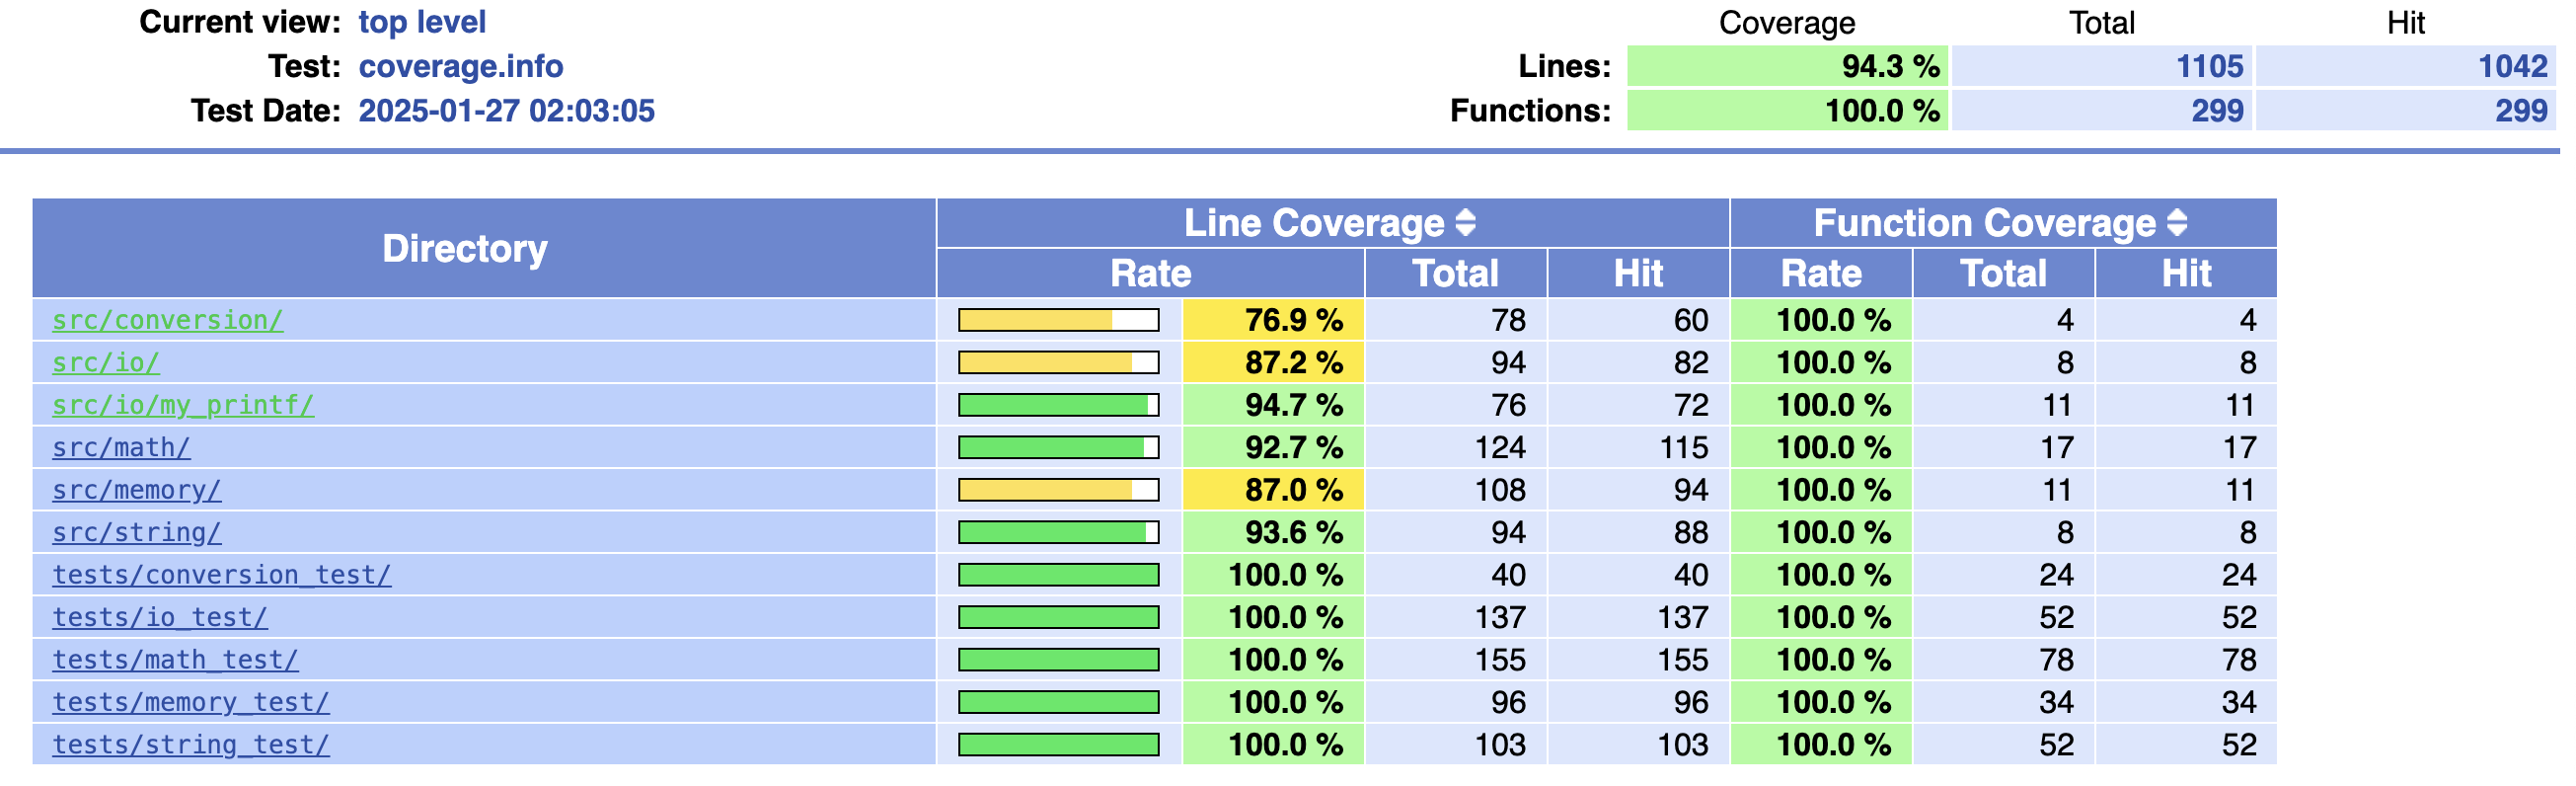 Current view: top level Coverage Total Hit
Test: coverage.info Lines: 94.3 % 1105 1042
Test Date: 2025-01-27 02:03:05 Functions: 100.0 % 299 299
Directory Line Coverage Function Coverage
Rate Total Hit Rate Total Hit
src/conversion/ 76.9 % 78 60 100.0 % 4 4
src/io/ 87.2 % 94 82 100.0 % 8 8
src/io/my_printf/ 94.7 % 76 72 100.0 % 11 11
src/math/ 92.7 % 124 115 100.0 % 17 17
src/memory/ 87.0 % 108 94 100.0 % 11 11
src/string/ 93.6 % 94 88 100.0 % 8 8
tests/conversion_test/ 100.0 % 40 40 100.0 % 24 24
tests/io_test/ 100.0 % 137 137 100.0 % 52 52
tests/math_test/ 100.0 % 155 155 100.0 % 78 78
tests/memory_test/ 100.0 % 96 96 100.0 % 34 34
tests/string_test/ 100.0 % 103 103 100.0 % 52 52